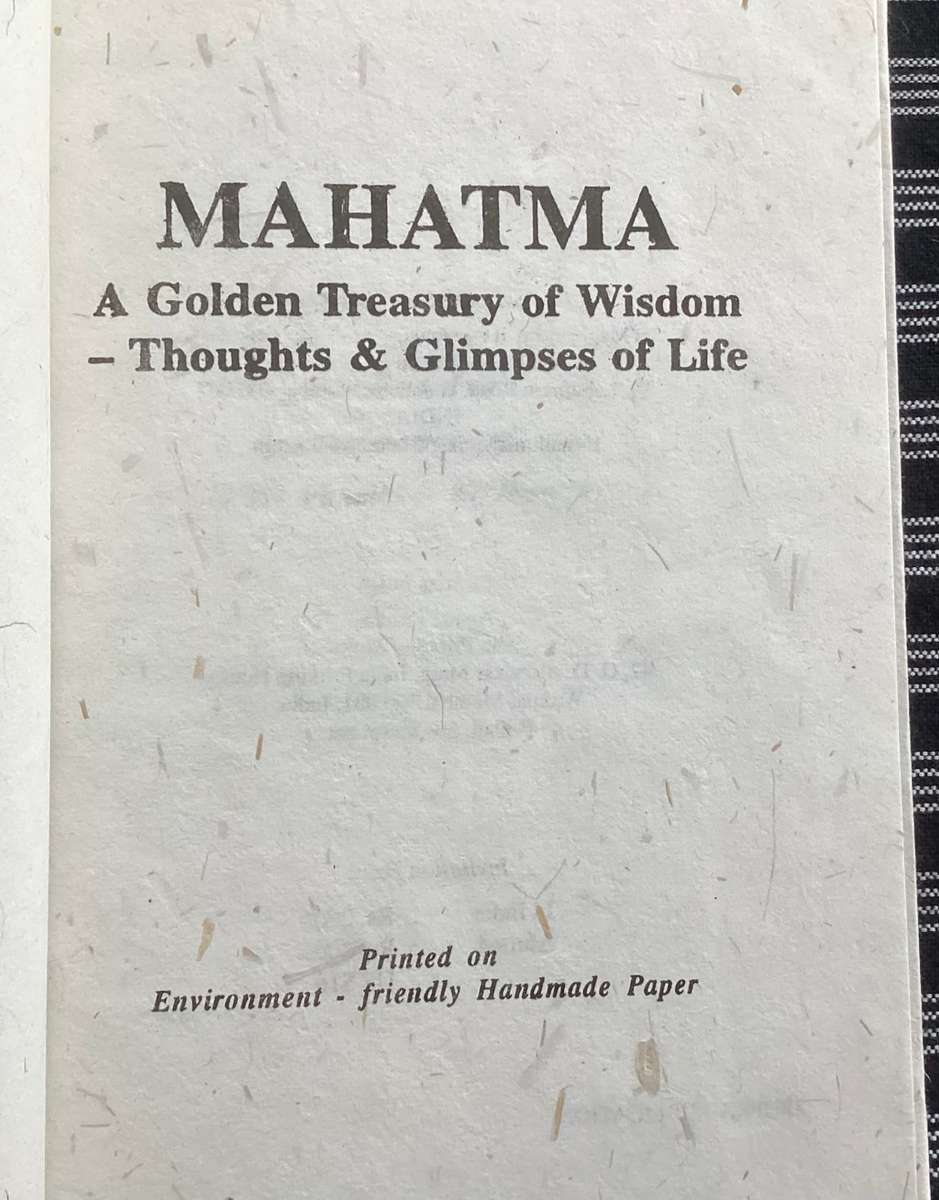 MAHATMA
A Golden Treasury of Wisdom
– Thoughts & Glimpses of Life
Printed on
Environment - friendly Handmade Paper